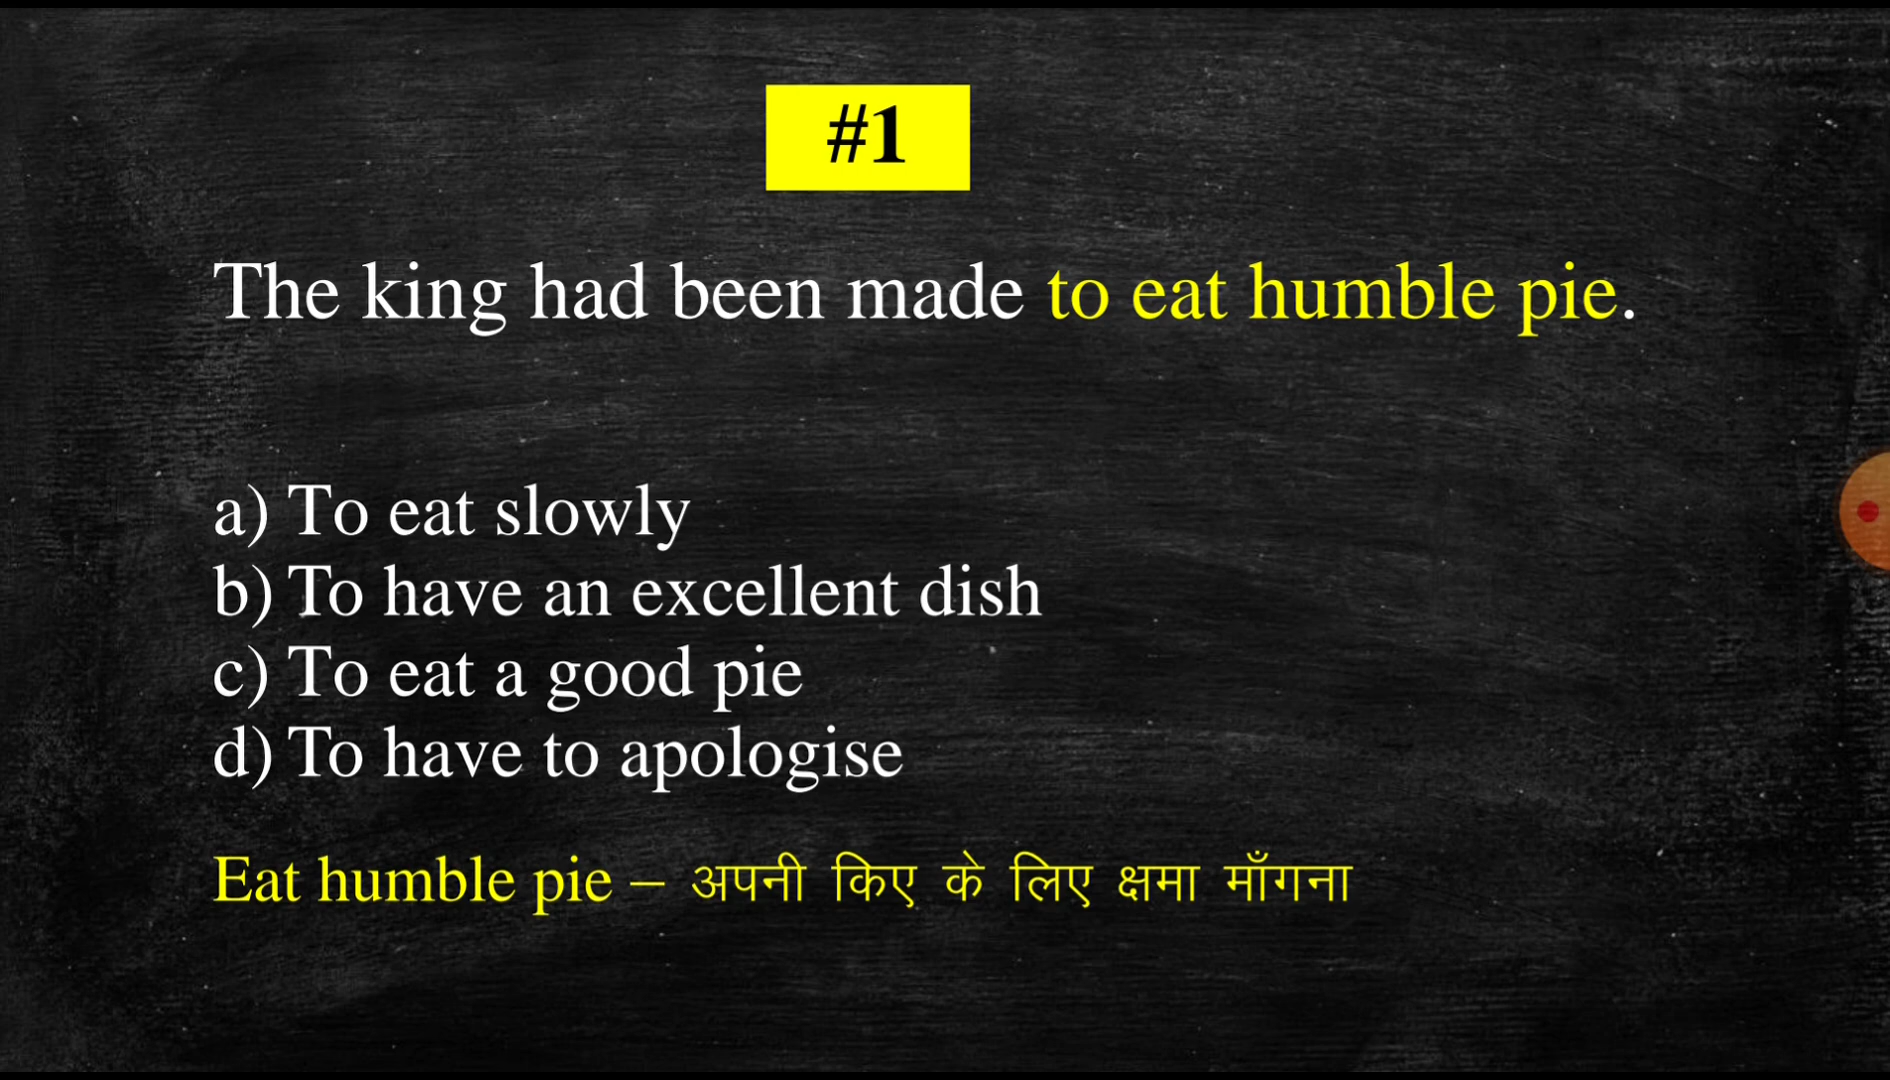 #1
The king had been made to eat humble pie.
a) To eat slowly
b) To have an excellent dish
c) To eat a good pie
d) To have to apologise
Eat humble pie – अपनी किए के लिए क्षमा माँगना